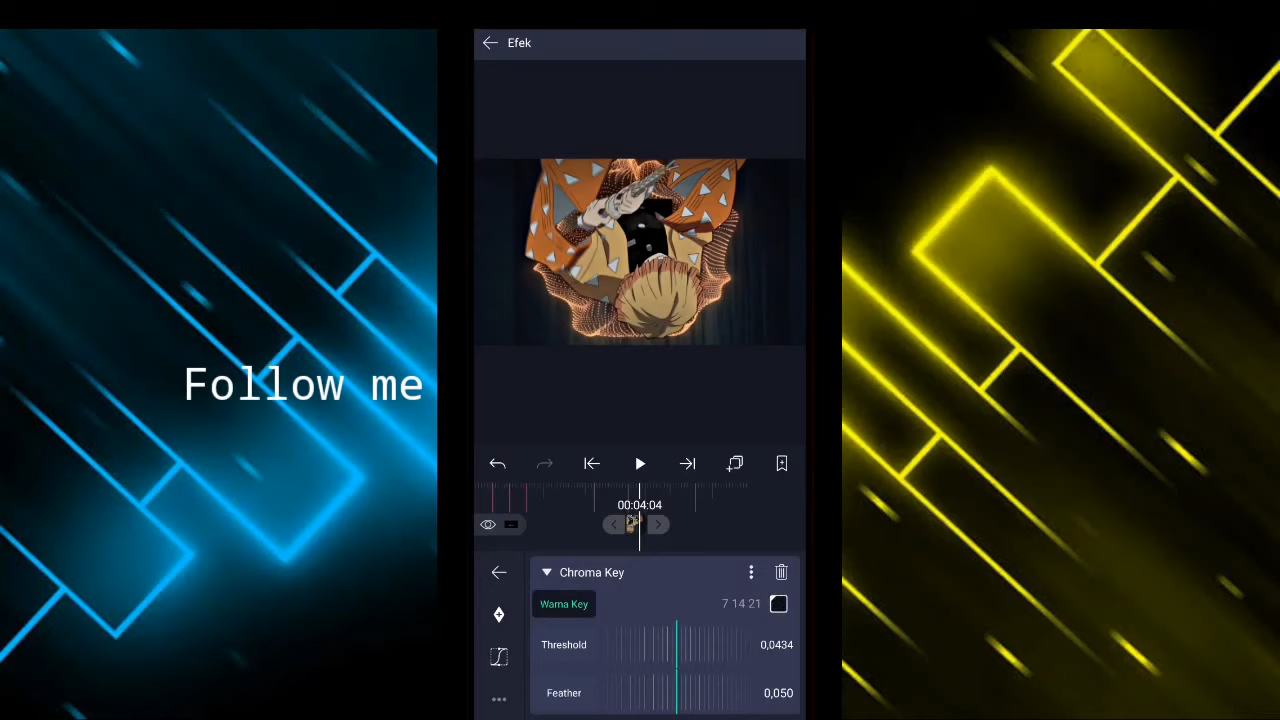 Efek
Follow me
00:04:04
Chroma Key
Warna Key
7 14 21
Threshold
0,0434
Feather
0,050